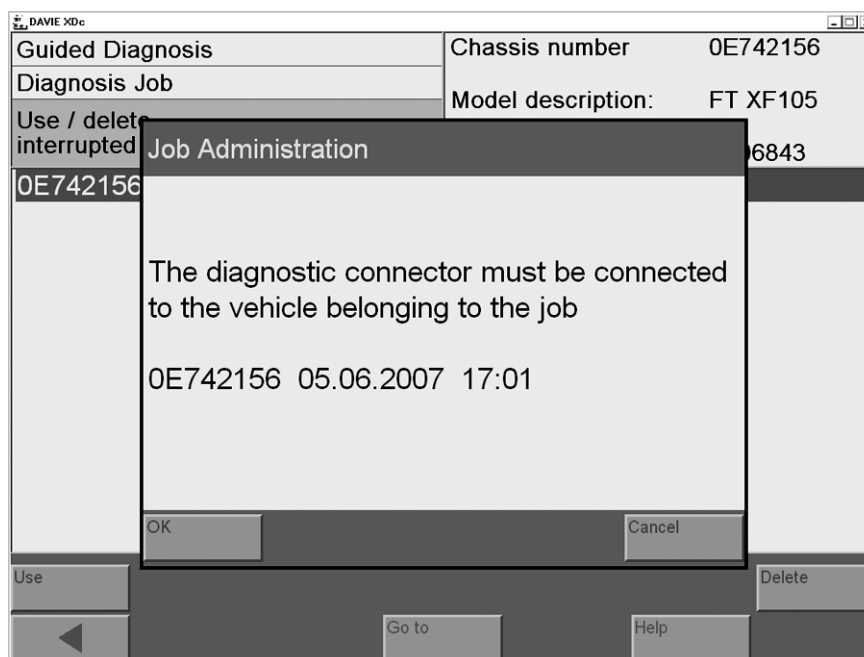 DAVIE XDc
Guided Diagnosis
Chassis number 0E742156
Diagnosis Job
Model description: FT XF105
Use / delete
interrupted
6843
0E742156
Job Administration
The diagnostic connector must be connected
to the vehicle belonging to the job
0E742156 05.06.2007 17:01
OK Cancel
Use Delete
Go to Help